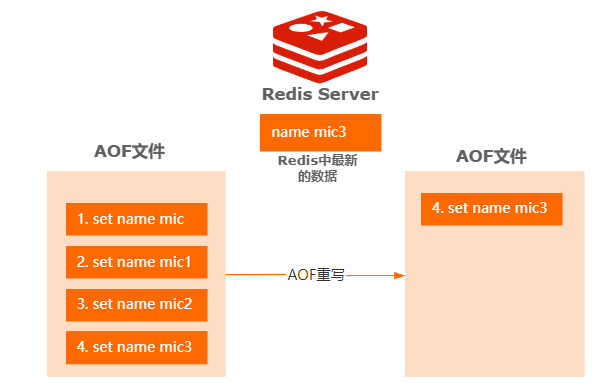 Redis Server
name mic3
Redis中最新
的数据
AOF文件
1. set name mic
2. set name mic1
3. set name mic2
4. set name mic3
AOF重写
AOF文件
4. set name mic3